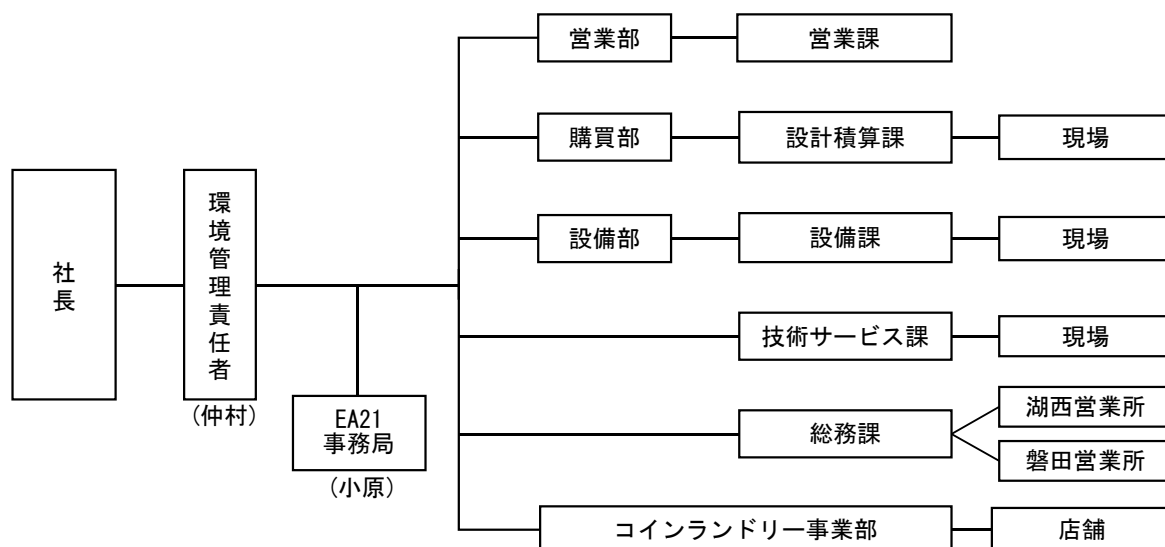 社長
環境管理責任者
(仲村)
EA21
事務局
(小原)
営業部
営業課
購買部
設計積算課
現場
設備部
設備課
現場
技術サービス課
現場
総務課
湖西営業所
磐田営業所
コインランドリー事業部
店舗